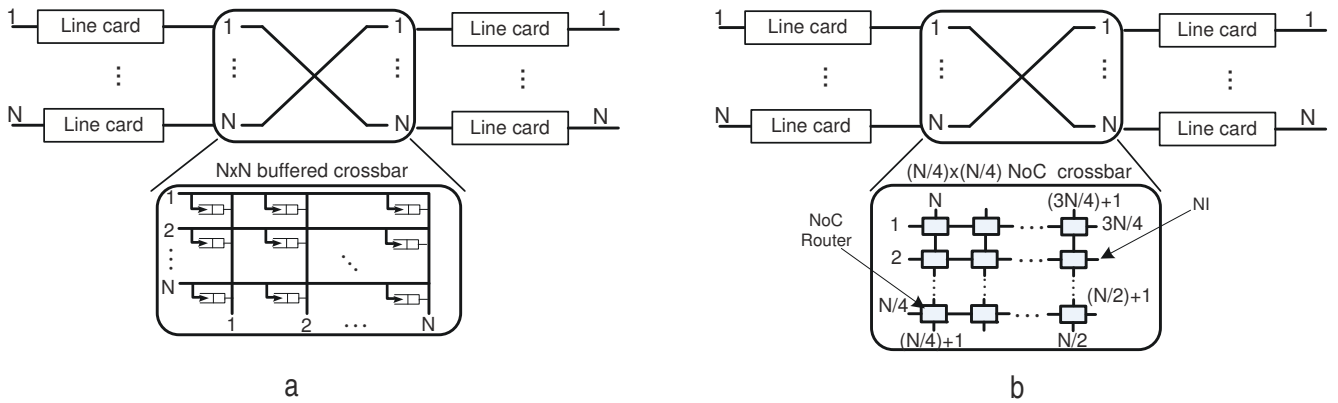 1 Line card 1 1 Line card 1
⋮ ⋮ ⋮ ⋮
N Line card N N Line card N
NxN buffered crossbar
1
2
⋮
N
1 2 ... N
a
1 Line card 1 1 Line card 1
⋮ ⋮ ⋮ ⋮
N Line card N N Line card N
(N/4)x(N/4) NoC crossbar
N (3N/4)+1 NI
NoC Router
1 ... 3N/4
2 ...
N/4 ... (N/2)+1
(N/4)+1 N/2
b